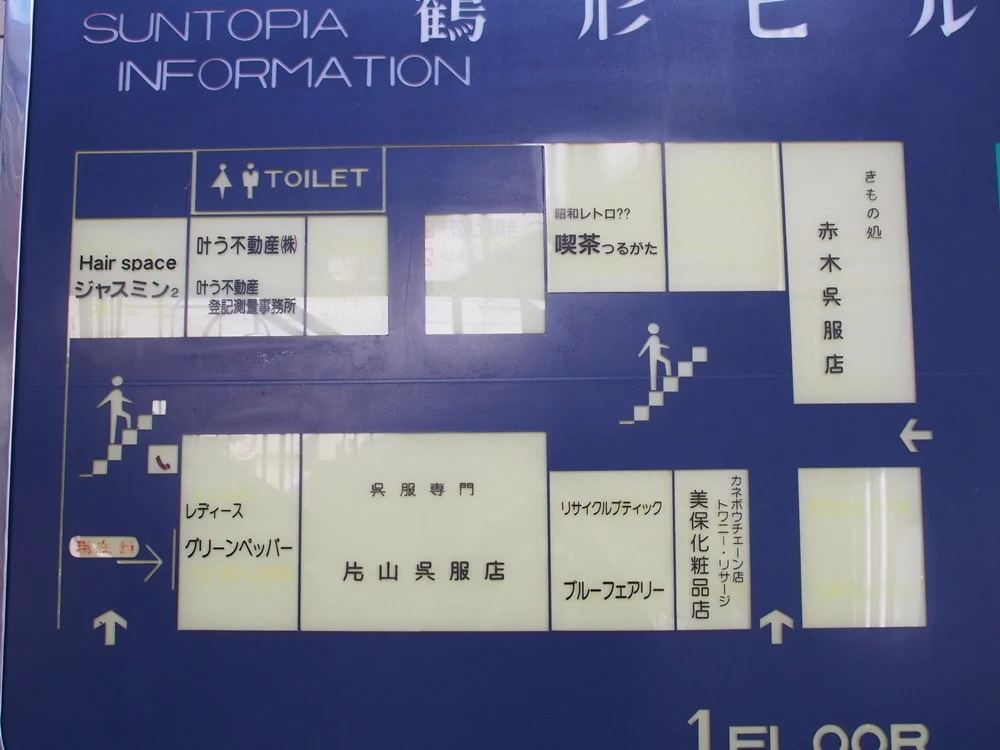 SUNTOPIA
INFORMATION
鶴形ビル
TOILET
Hair space
ジャスミン2
叶う不動産㈱
叶う不動産
登記測量事務所
昭和レトロ??
喫茶つるがた
きもの処
赤木呉服店
レディース
グリーンペッパー
呉服専門
片山呉服店
リサイクルブティック
ブルーフェアリー
カネボウチェーン店
トワニー・リサージ
美保化粧品店
現在地
1 FLOOR